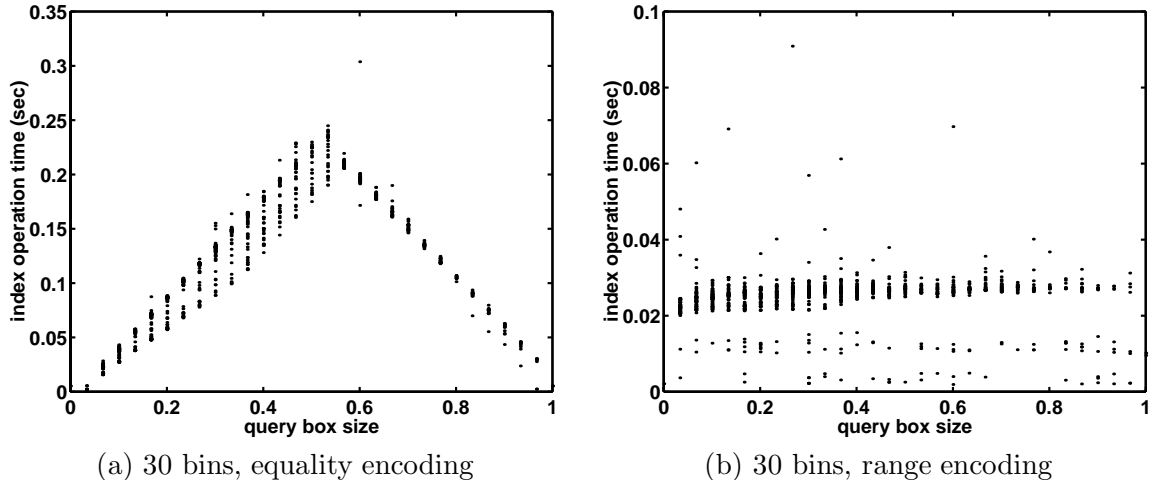 0.35
0.3
0.25
0.2
0.15
0.1
0.05
0
index operation time (sec)
0 0.2 0.4 0.6 0.8 1
query box size
(a) 30 bins, equality encoding
0.1
0.08
0.06
0.04
0.02
0
index operation time (sec)
0 0.2 0.4 0.6 0.8 1
query box size
(b) 30 bins, range encoding